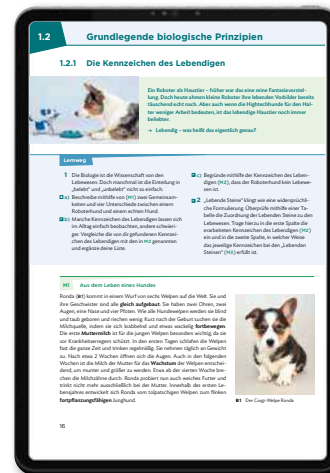 1.2 Grundlegende biologische Prinzipien
1.2.1 Die Kennzeichen des Lebendigen
Ein Roboter als Haustier – früher war das eine reine Fantasievorstel-
lung. Doch heute ahmen kleine Roboter ihre lebenden Vorbilder bereits
täuschend echt nach. Aber auch wenn die Hightechhunde für den Hal-
ter weniger Arbeit bedeuten, ist das lebendige Haustier noch immer
beliebter.
→ Lebendig – was heißt das eigentlich genau?
Lernweg
1 Die Biologie ist die Wissenschaft von den
Lebewesen. Doch manchmal ist die Einteilung in
„belebt“ und „unbelebt“ nicht so einfach.
a) Beschreibe mithilfe von (M1) zwei Gemeinsam-
keiten und vier Unterschiede zwischen einem
Roboterhund und einem echten Hund.
b) Manche Kennzeichen des Lebendigen lassen sich
im Alltag einfach beobachten, andere schwieri-
ger. Vergleiche die von dir gefundenen Kennzei-
chen des Lebendigen mit den in M2 genannten
und ergänze deine Liste.
c) Begründe mithilfe der Kennzeichen des Leben-
digen (M2), dass der Roboterhund kein Lebewe-
sen ist.
2 „Lebende Steine“ klingt wie eine widersprüchli-
che Formulierung. Überprüfe mithilfe einer Ta-
belle die Zuordnung der Lebenden Steine zu den
Lebewesen. Trage hierzu in die erste Spalte die
erarbeiteten Kennzeichen des Lebendigen (M2)
ein und in die zweite Spalte, in welcher Weise
das jeweilige Kennzeichen bei den „Lebenden
Steinen“ (M3) erfüllt ist.
M1 Aus dem Leben eines Hundes
Ronda (B1) kommt in einem Wurf von sechs Welpen auf die Welt. Sie und
ihre Geschwister sind alle gleich aufgebaut: Sie haben zwei Ohren, zwei
Augen, eine Nase und vier Pfoten. Wie alle Hundewelpen werden sie blind
und taub geboren und riechen wenig. Kurz nach der Geburt suchen sie die
Milchquelle, indem sie sich krabbelnd und etwas wackelig fortbewegen.
Die erste Muttermilch ist für die jungen Welpen besonders wichtig, da sie
vor Krankheitserregern schützt. In den ersten Tagen schlafen die Welpen
fast die ganze Zeit und trinken regelmäßig. Sie nehmen täglich an Gewicht
zu. Nach etwa 2 Wochen öffnen sich die Augen. Auch in den folgenden
Wochen ist die Milch der Mutter für das Wachstum der Welpen entschei-
dend, um munter und größer zu werden. Etwa ab der vierten Woche bre-
chen die Milchzähne durch. Ronda probiert nun auch weiches Futter und
trinkt nicht mehr ausschließlich bei der Mutter. Innerhalb des ersten Le-
bensjahres entwickelt sich Ronda vom tolpatschigen Welpen zum flinken
fortpflanzungsfähigen Junghund.
B1 Der Corgi-Welpe Ronda
16